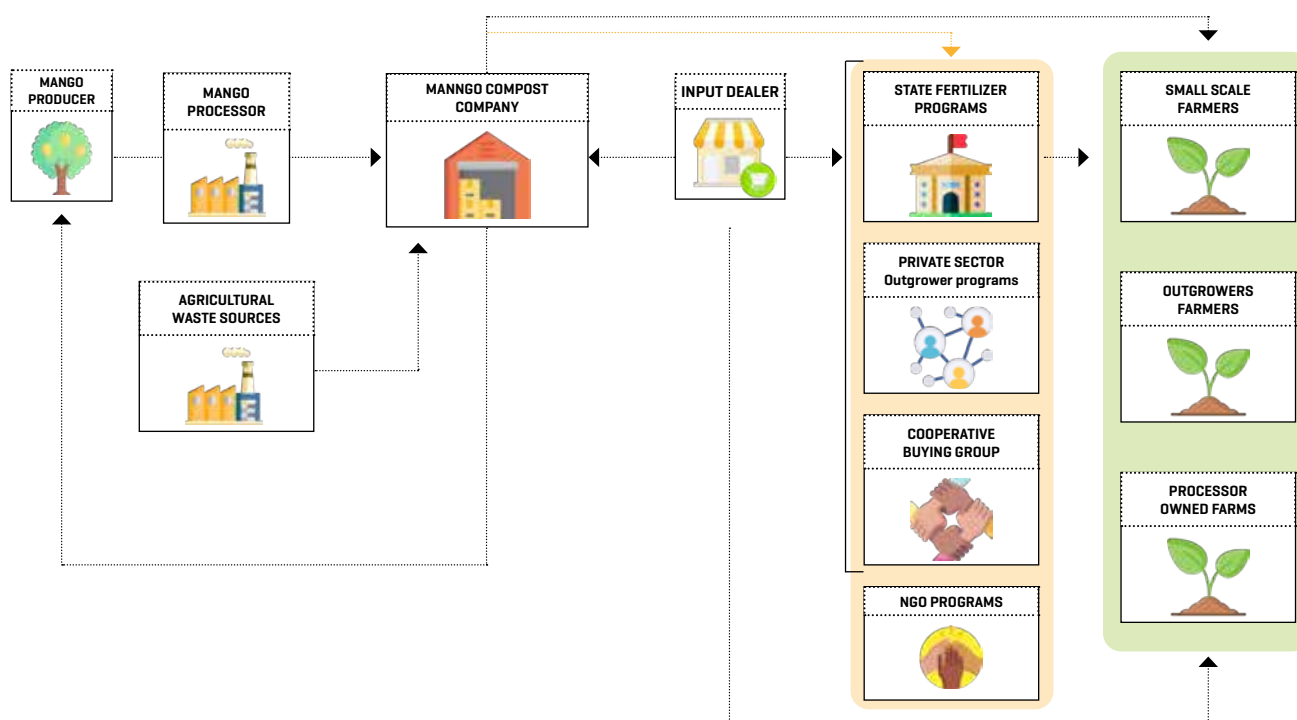 MANGO
PRODUCER
MANGO
PROCESSOR
MANNGO COMPOST
COMPANY
INPUT DEALER
STATE FERTILIZER
PROGRAMS
SMALL SCALE
FARMERS
AGRICULTURAL
WASTE SOURCES
PRIVATE SECTOR
Outgrower programs
OUTGROWERS
FARMERS
COOPERATIVE
BUYING GROUP
PROCESSOR
OWNED FARMS
NGO PROGRAMS